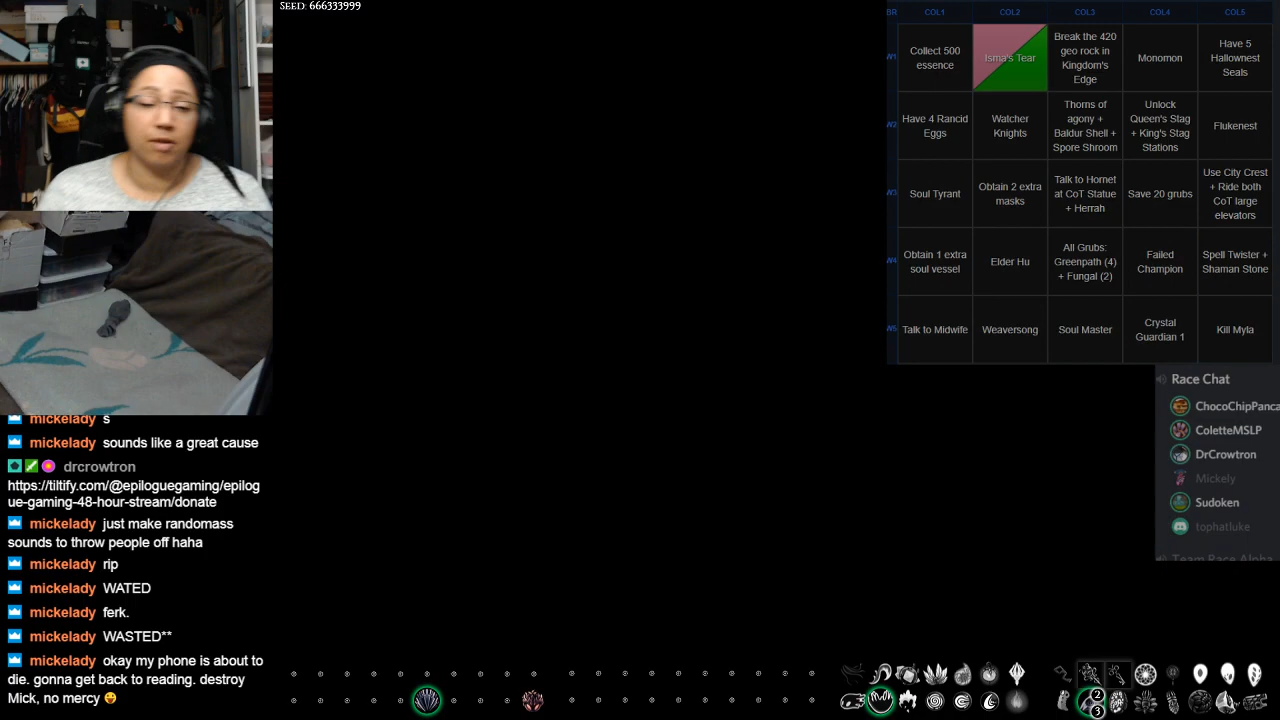 SEED: 666333999
BR COL1 COL2 COL3 COL4 COL5
Collect 500
essence
Isma's Tear
Break the 420
geo rock in
Kingdom's
Edge
Monomon
Have 5
Hallownest
Seals
Have 4 Rancid
Eggs
Watcher
Knights
Thorns of
agony +
Baldur Shell +
Spore Shroom
Unlock
Queen's Stag
+ King's Stag
Stations
Flukenest
Soul Tyrant
Obtain 2 extra
masks
Talk to Hornet
at CoT Statue
+ Herrah
Save 20 grubs
Use City Crest
+ Ride both
CoT large
elevators
Obtain 1 extra
soul vessel
Elder Hu
All Grubs:
Greenpath (4)
+ Fungal (2)
Failed
Champion
Spell Twister +
Shaman Stone
Talk to Midwife
Weaversong
Soul Master
Crystal
Guardian 1
Kill Myla
Race Chat
ChocoChipPanca
ColetteMSLP
DrCrowtron
Mickely
Sudoken
tophatluke
Team Race Alpha
mickelady s
mickelady sounds like a great cause
drcrowtron
https://tiltify.com/@epiloguegaming/epilog
ue-gaming-48-hour-stream/donate
mickelady just make randomass
sounds to throw people off haha
mickelady rip
mickelady WATED
mickelady ferk.
mickelady WASTED**
mickelady okay my phone is about to
die. gonna get back to reading. destroy
Mick, no mercy
2
3